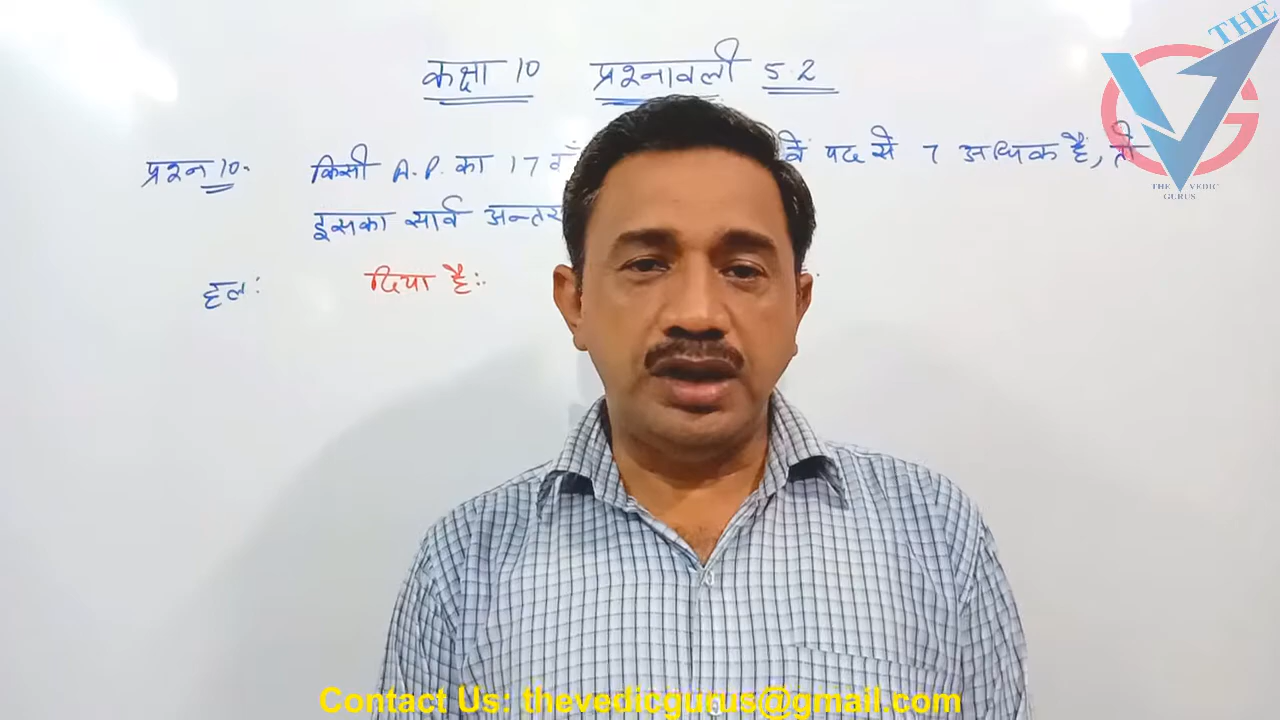 कक्षा 10 प्रश्नावली 5.2
प्रश्न 10. किसी A.P. का 17 वाँ वें पद से 7 अधिक है, तो
इसका सार्व अन्तर
हल: दिया है:
THE
VG
THE VEDIC
GURUS
Contact Us: thevedicgurus@gmail.com